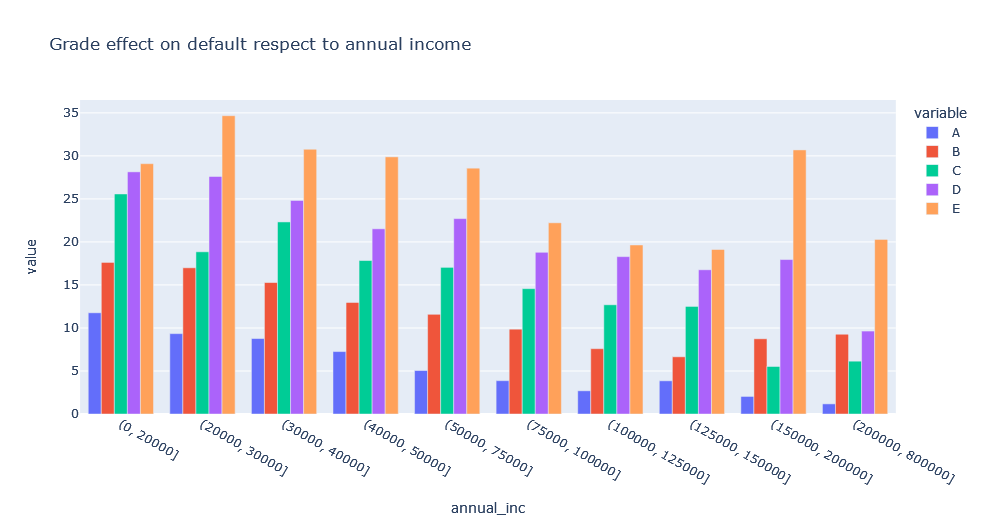 Grade effect on default respect to annual income
variable
A
B
C
D
E
value
35
30
25
20
15
10
5
0
(0, 20000]
(20000, 30000]
(30000, 40000]
(40000, 50000]
(50000, 75000]
(75000, 100000]
(100000, 125000]
(125000, 150000]
(150000, 200000]
(200000, 800000]
annual_inc